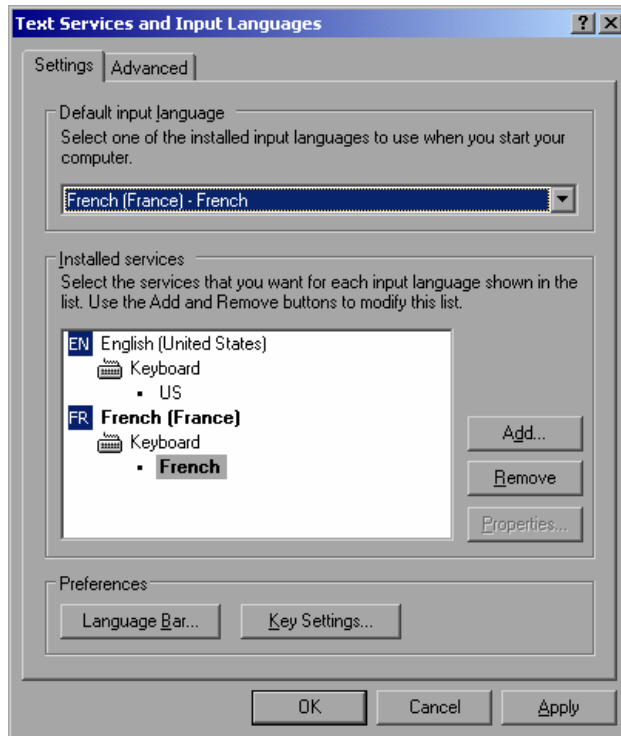 Text Services and Input Languages
Settings
Advanced
Default input language
Select one of the installed input languages to use when you start your
computer.
French (France) - French
Installed services
Select the services that you want for each input language shown in the
list. Use the Add and Remove buttons to modify this list.
EN English (United States)
Keyboard
• US
FR French (France)
Keyboard
• French
Add...
Remove
Properties...
Preferences
Language Bar...
Key Settings...
OK
Cancel
Apply